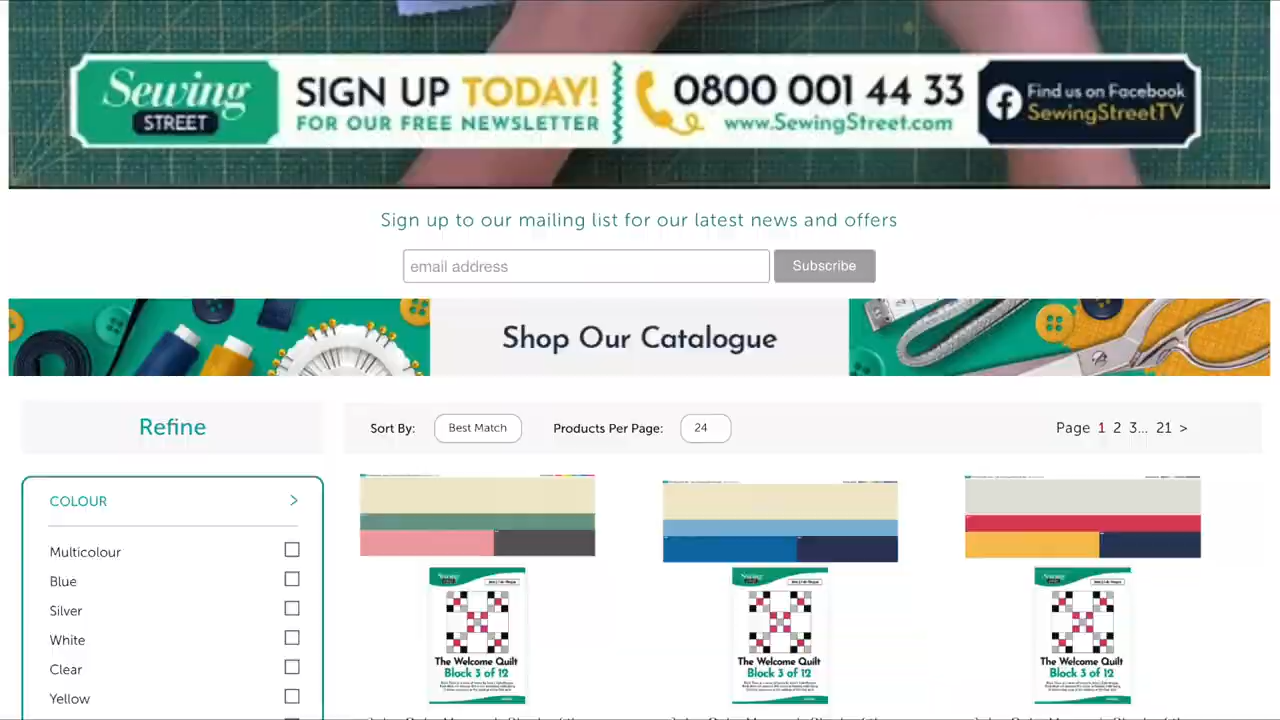 Sewing
STREET
SIGN UP TODAY!
FOR OUR FREE NEWSLETTER
0800 001 44 33
www.SewingStreet.com
Find us on Facebook
SewingStreetTV
Sign up to our mailing list for our latest news and offers
email address
Subscribe
Shop Our Catalogue
Refine
Sort By:
Best Match
Products Per Page:
24
Page 1 2 3... 21 >
COLOUR
Multicolour
Blue
Silver
White
The Welcome Quilt
Block 3 of 12
The Welcome Quilt
Block 3 of 12
The Welcome Quilt
Block 3 of 12